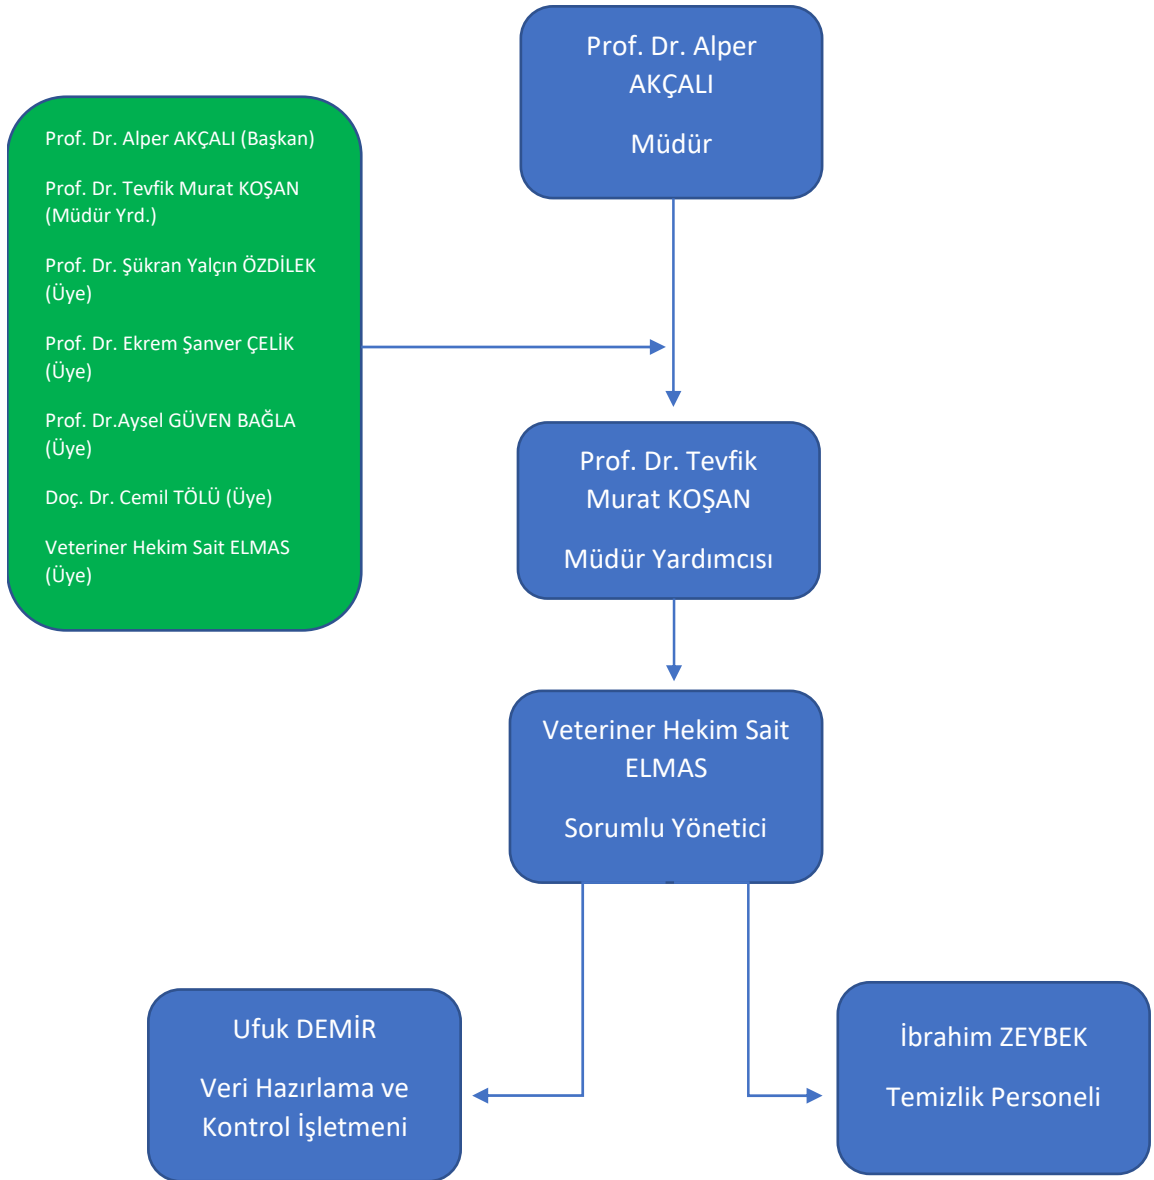 Prof. Dr. Alper
AKÇALI
Müdür
Prof. Dr. Alper AKÇALI (Başkan)
Prof. Dr. Tevfik Murat KOŞAN
(Müdür Yrd.)
Prof. Dr. Şükran Yalçın ÖZDİLEK
(Üye)
Prof. Dr. Ekrem Şanver ÇELİK
(Üye)
Prof. Dr.Aysel GÜVEN BAĞLA
(Üye)
Doç. Dr. Cemil TÖLÜ (Üye)
Veteriner Hekim Sait ELMAS
(Üye)
Prof. Dr. Tevfik
Murat KOŞAN
Müdür Yardımcısı
Veteriner Hekim Sait
ELMAS
Sorumlu Yönetici
Ufuk DEMİR
Veri Hazırlama ve
Kontrol İşletmeni
İbrahim ZEYBEK
Temizlik Personeli